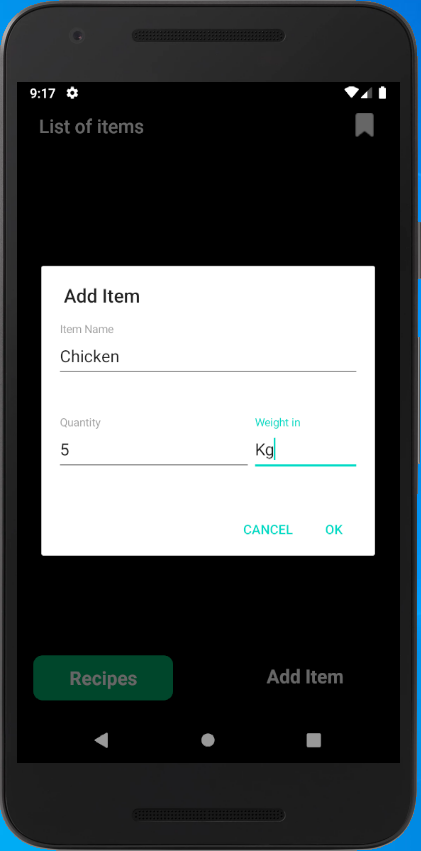 9:17
List of items
Add Item
Item Name
Chicken
Quantity Weight in
5 Kg
CANCEL OK
Recipes Add Item